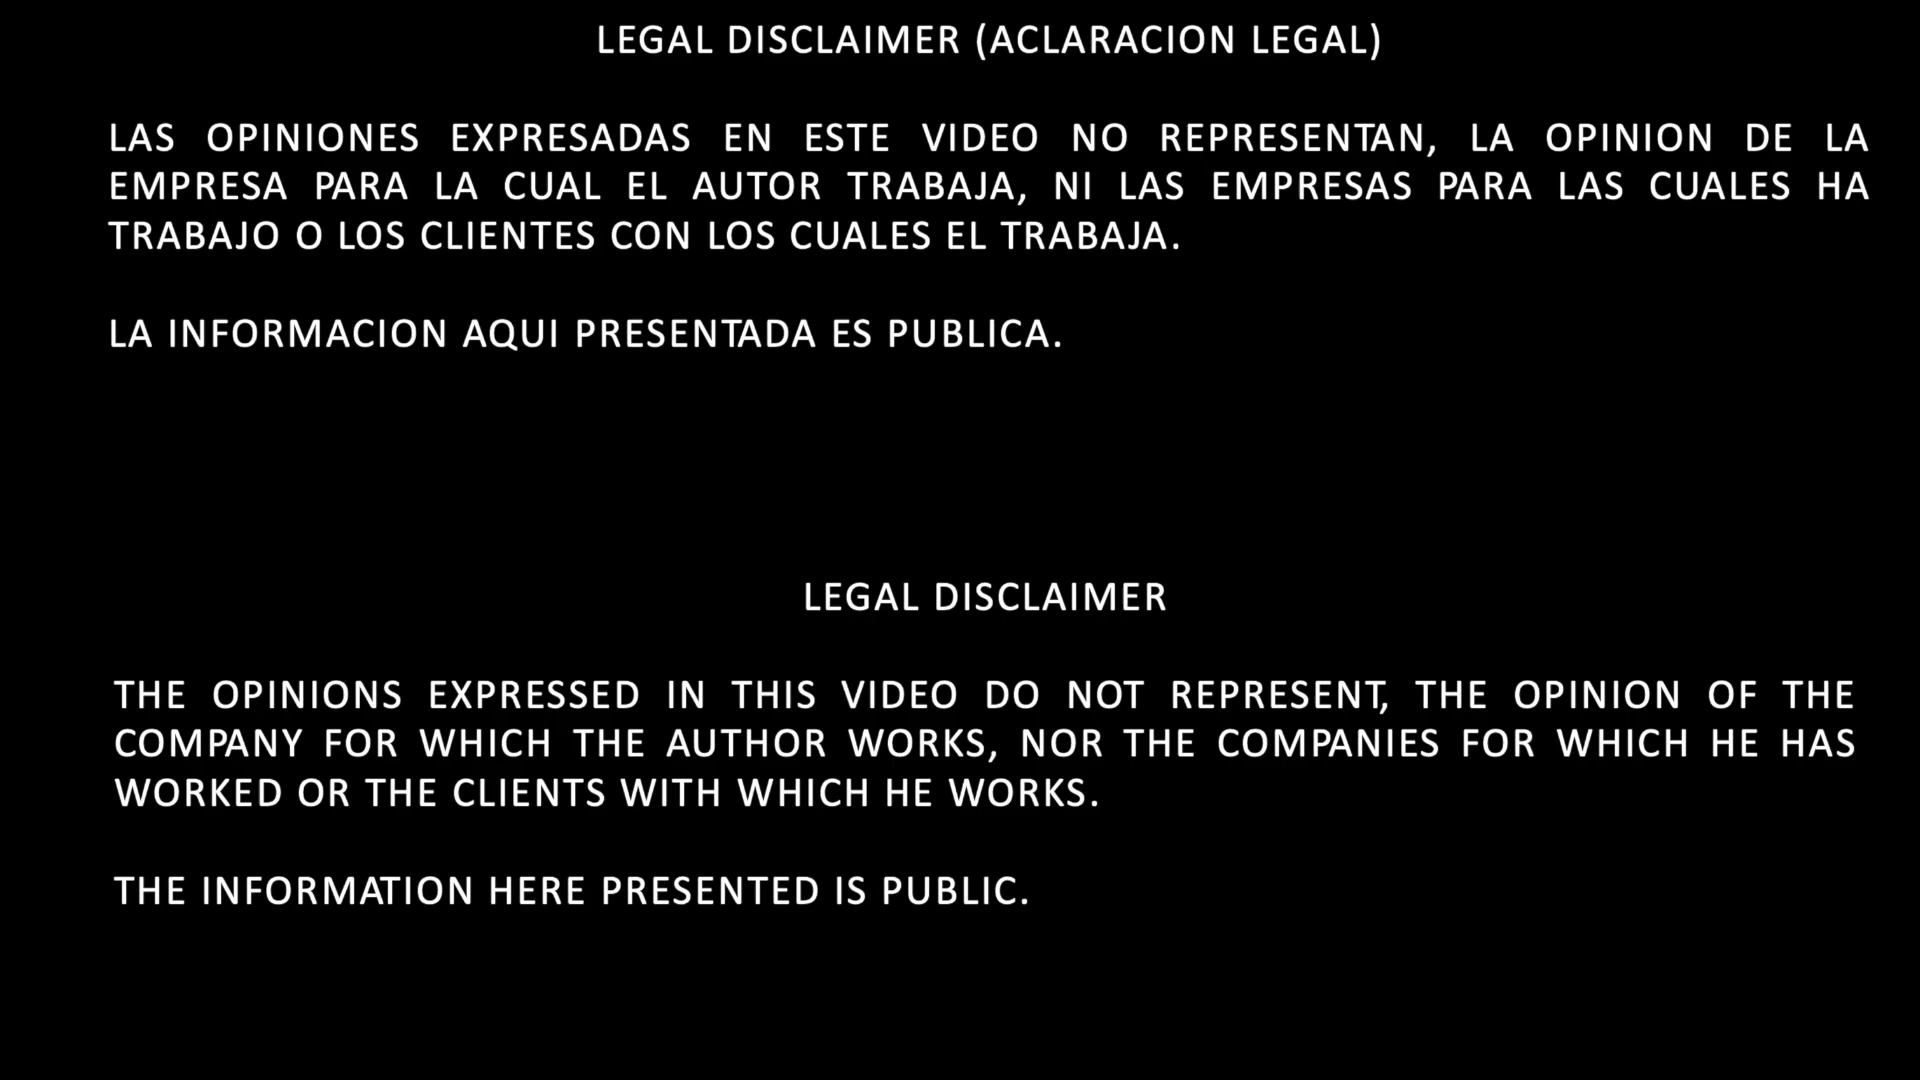 LEGAL DISCLAIMER (ACLARACION LEGAL)
LAS OPINIONES EXPRESADAS EN ESTE VIDEO NO REPRESENTAN, LA OPINION DE LA
EMPRESA PARA LA CUAL EL AUTOR TRABAJA, NI LAS EMPRESAS PARA LAS CUALES HA
TRABAJO O LOS CLIENTES CON LOS CUALES EL TRABAJA.
LA INFORMACION AQUI PRESENTADA ES PUBLICA.
LEGAL DISCLAIMER
THE OPINIONS EXPRESSED IN THIS VIDEO DO NOT REPRESENT, THE OPINION OF THE
COMPANY FOR WHICH THE AUTHOR WORKS, NOR THE COMPANIES FOR WHICH HE HAS
WORKED OR THE CLIENTS WITH WHICH HE WORKS.
THE INFORMATION HERE PRESENTED IS PUBLIC.